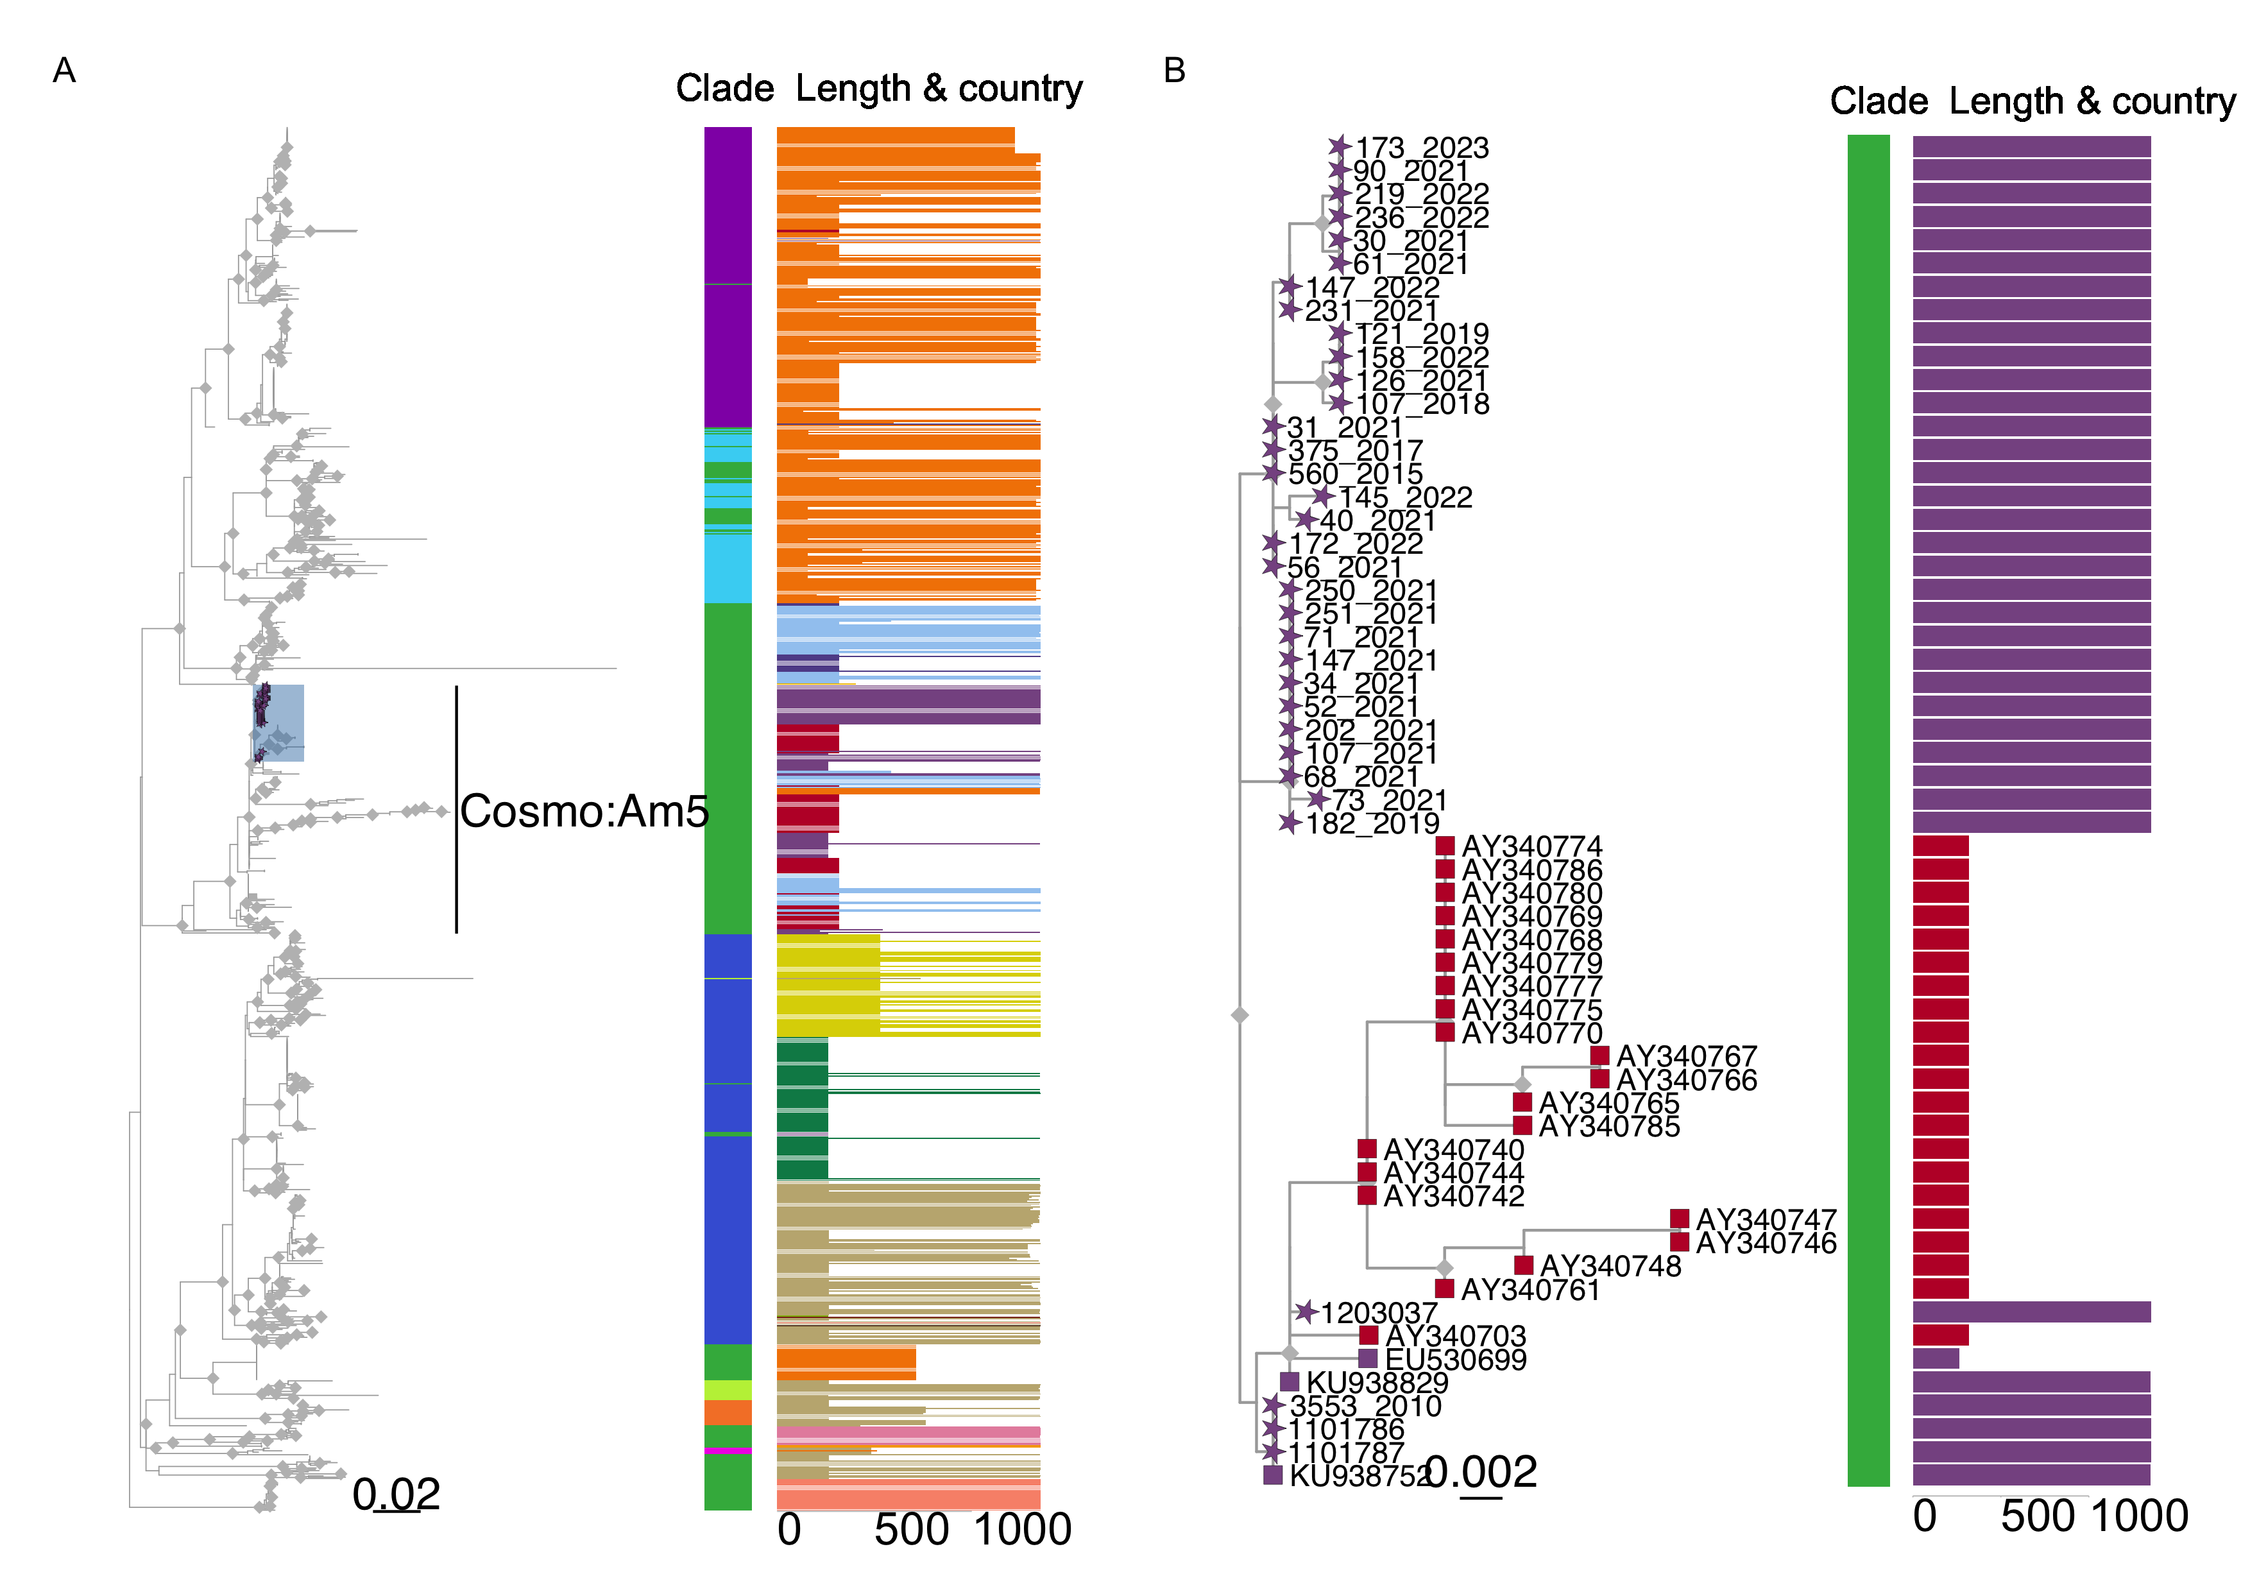 A
Clade Length & country
Cosmo:Am5
0.02
0 500 1000
B
Clade Length & country
173_2023
90_2021
219_2022
236_2022
30_2021
61_2021
147_2022
231_2021
121_2019
158_2022
126_2021
107_2018
31_2021
375_2017
560_2015
145_2022
40_2021
172_2022
56_2021
250_2021
251_2021
71_2021
147_2021
34_2021
52_2021
202_2021
107_2021
68_2021
73_2021
182_2019
AY340774
AY340786
AY340780
AY340769
AY340768
AY340779
AY340777
AY340775
AY340770
AY340767
AY340766
AY340765
AY340785
AY340740
AY340744
AY340742
AY340747
AY340746
AY340748
AY340761
1203037
AY340703
EU530699
KU938829
3553_2010
1101786
1101787
KU938752
0.002
0 500 1000